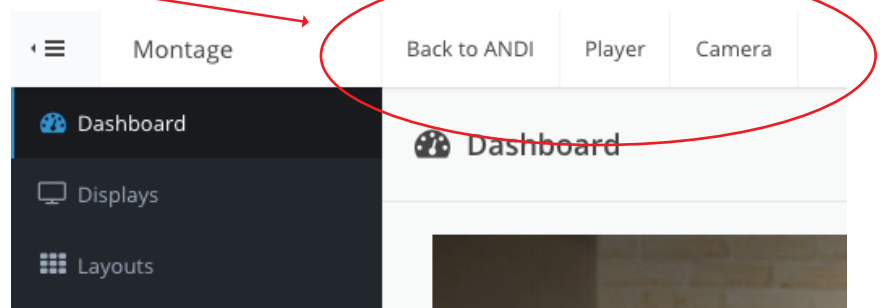 Montage Back to ANDI Player Camera
Dashboard
Dashboard
Displays
Layouts